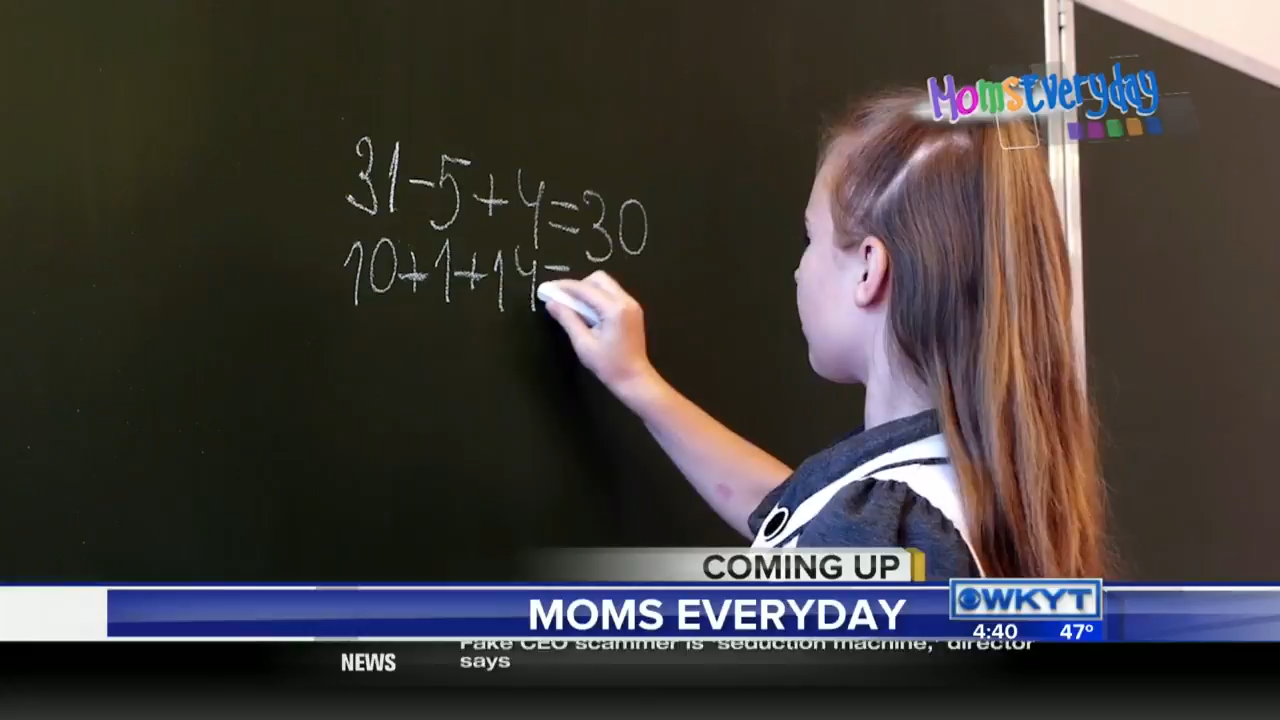 MomsEveryday
31-5+4=30
10+1+14=
COMING UP
MOMS EVERYDAY
WKYT
4:40 47°
NEWS
Fake CEO scammer is 'seduction machine,' director
says